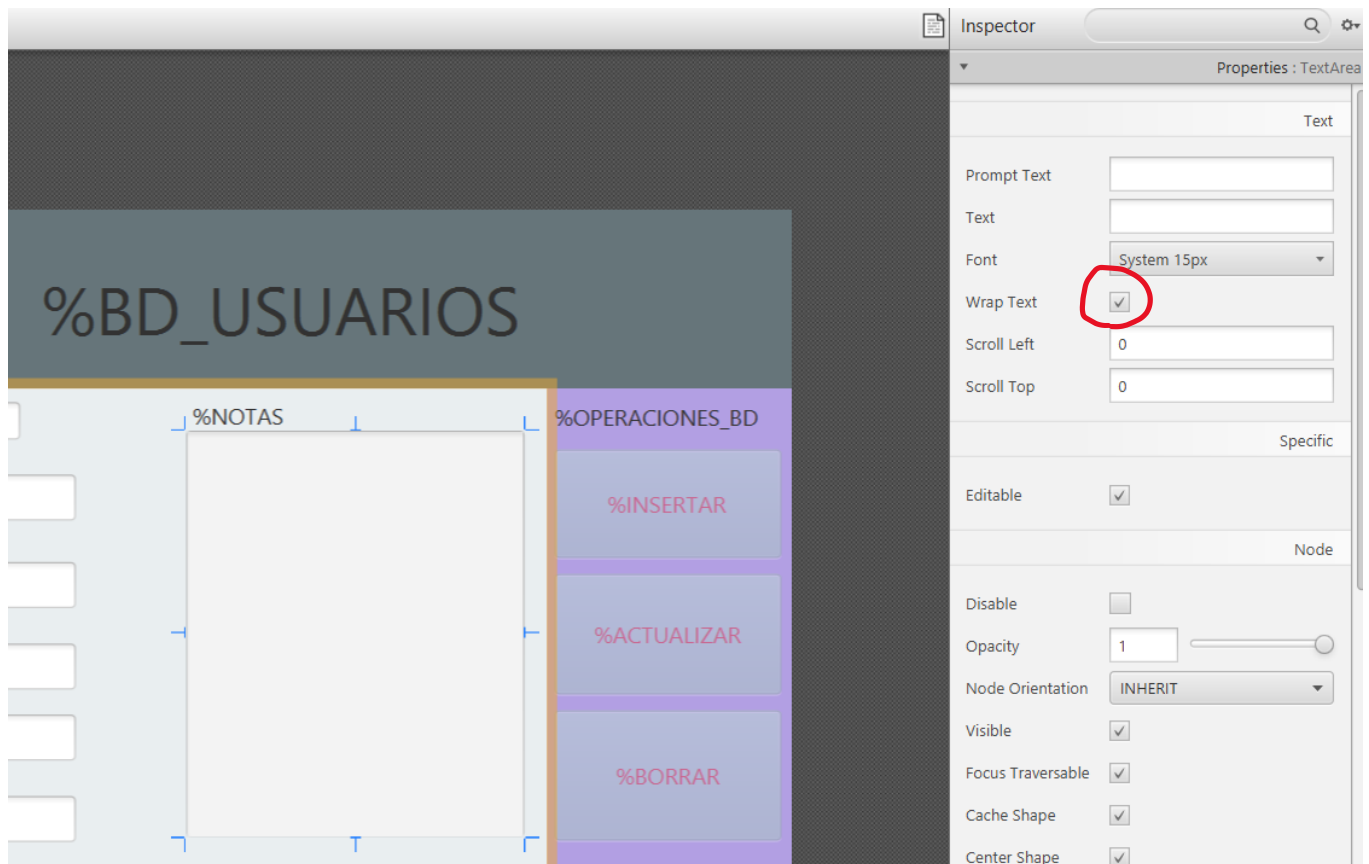 Inspector
Properties : TextArea
Text
Prompt Text
Text
Font System 15px
Wrap Text
Scroll Left 0
Scroll Top 0
Specific
Editable
Node
Disable
Opacity 1
Node Orientation INHERIT
Visible
Focus Traversable
Cache Shape
Center Shape
%BD_USUARIOS
%NOTAS
%OPERACIONES_BD
%INSERTAR
%ACTUALIZAR
%BORRAR